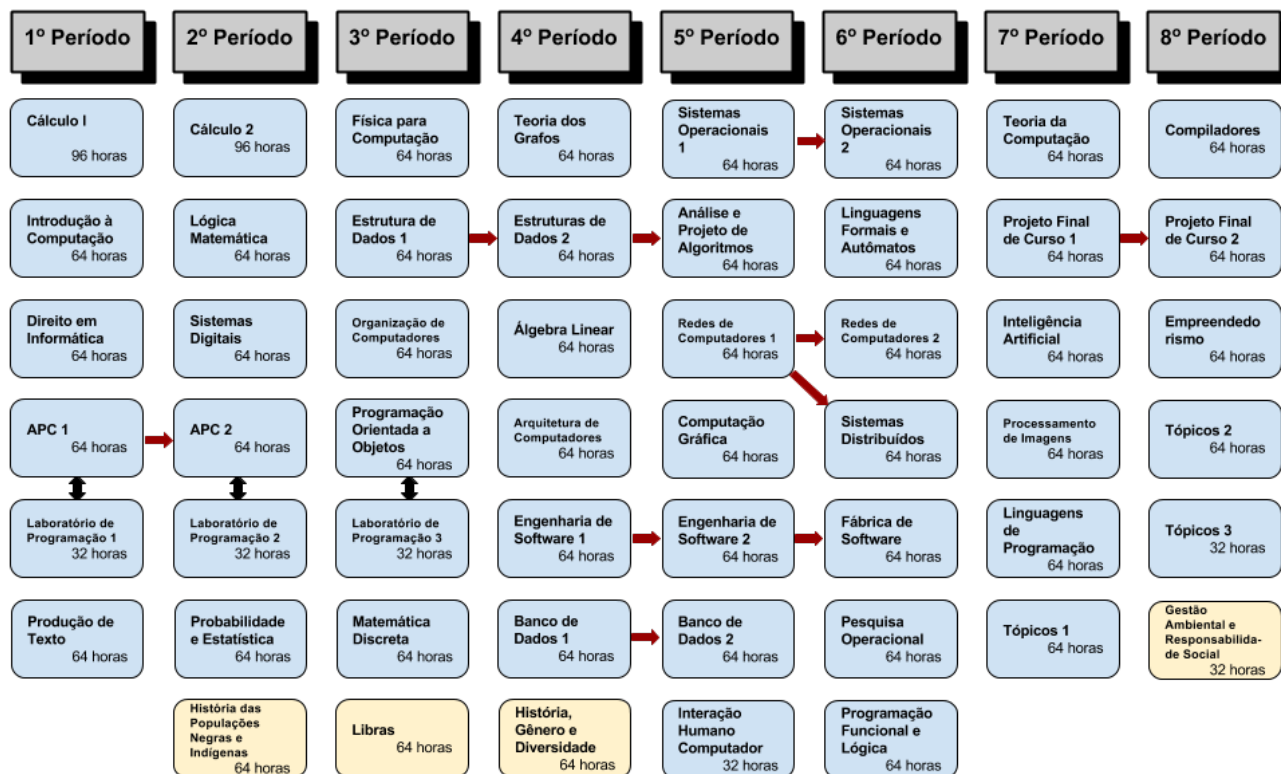 1º Período
2º Período
3º Período
4º Período
5º Período
6º Período
7º Período
8º Período
Cálculo I
96 horas
Cálculo 2
96 horas
Física para
Computação
64 horas
Teoria dos
Grafos
64 horas
Sistemas
Operacionais
1
64 horas
Sistemas
Operacionais
2
64 horas
Teoria da
Computação
64 horas
Compiladores
64 horas
Introdução à
Computação
64 horas
Lógica
Matemática
64 horas
Estrutura de
Dados 1
64 horas
Estruturas de
Dados 2
64 horas
Análise e
Projeto de
Algoritmos
64 horas
Linguagens
Formais e
Autômatos
64 horas
Projeto Final
de Curso 1
64 horas
Projeto Final
de Curso 2
64 horas
Direito em
Informática
64 horas
Sistemas
Digitais
64 horas
Organização de
Computadores
64 horas
Álgebra Linear
64 horas
Redes de
Computadores 1
64 horas
Redes de
Computadores 2
64 horas
Inteligência
Artificial
64 horas
Empreendedo
rismo
64 horas
APC 1
64 horas
APC 2
64 horas
Programação
Orientada a
Objetos
64 horas
Arquitetura de
Computadores
64 horas
Computação
Gráfica
64 horas
Sistemas
Distribuídos
64 horas
Processamento
de Imagens
64 horas
Tópicos 2
64 horas
Laboratório de
Programação 1
32 horas
Laboratório de
Programação 2
32 horas
Laboratório de
Programação 3
32 horas
Engenharia de
Software 1
64 horas
Engenharia de
Software 2
64 horas
Fábrica de
Software
64 horas
Linguagens
de
Programação
64 horas
Tópicos 3
32 horas
Produção de
Texto
64 horas
Probabilidade
e Estatística
64 horas
Matemática
Discreta
64 horas
Banco de
Dados 1
64 horas
Banco de
Dados 2
64 horas
Pesquisa
Operacional
64 horas
Tópicos 1
64 horas
Gestão
Ambiental e
Responsabilida-
de Social
32 horas
História das
Populações
Negras e
Indígenas
64 horas
Libras
64 horas
História,
Gênero e
Diversidade
64 horas
Interação
Humano
Computador
32 horas
Programação
Funcional e
Lógica
64 horas